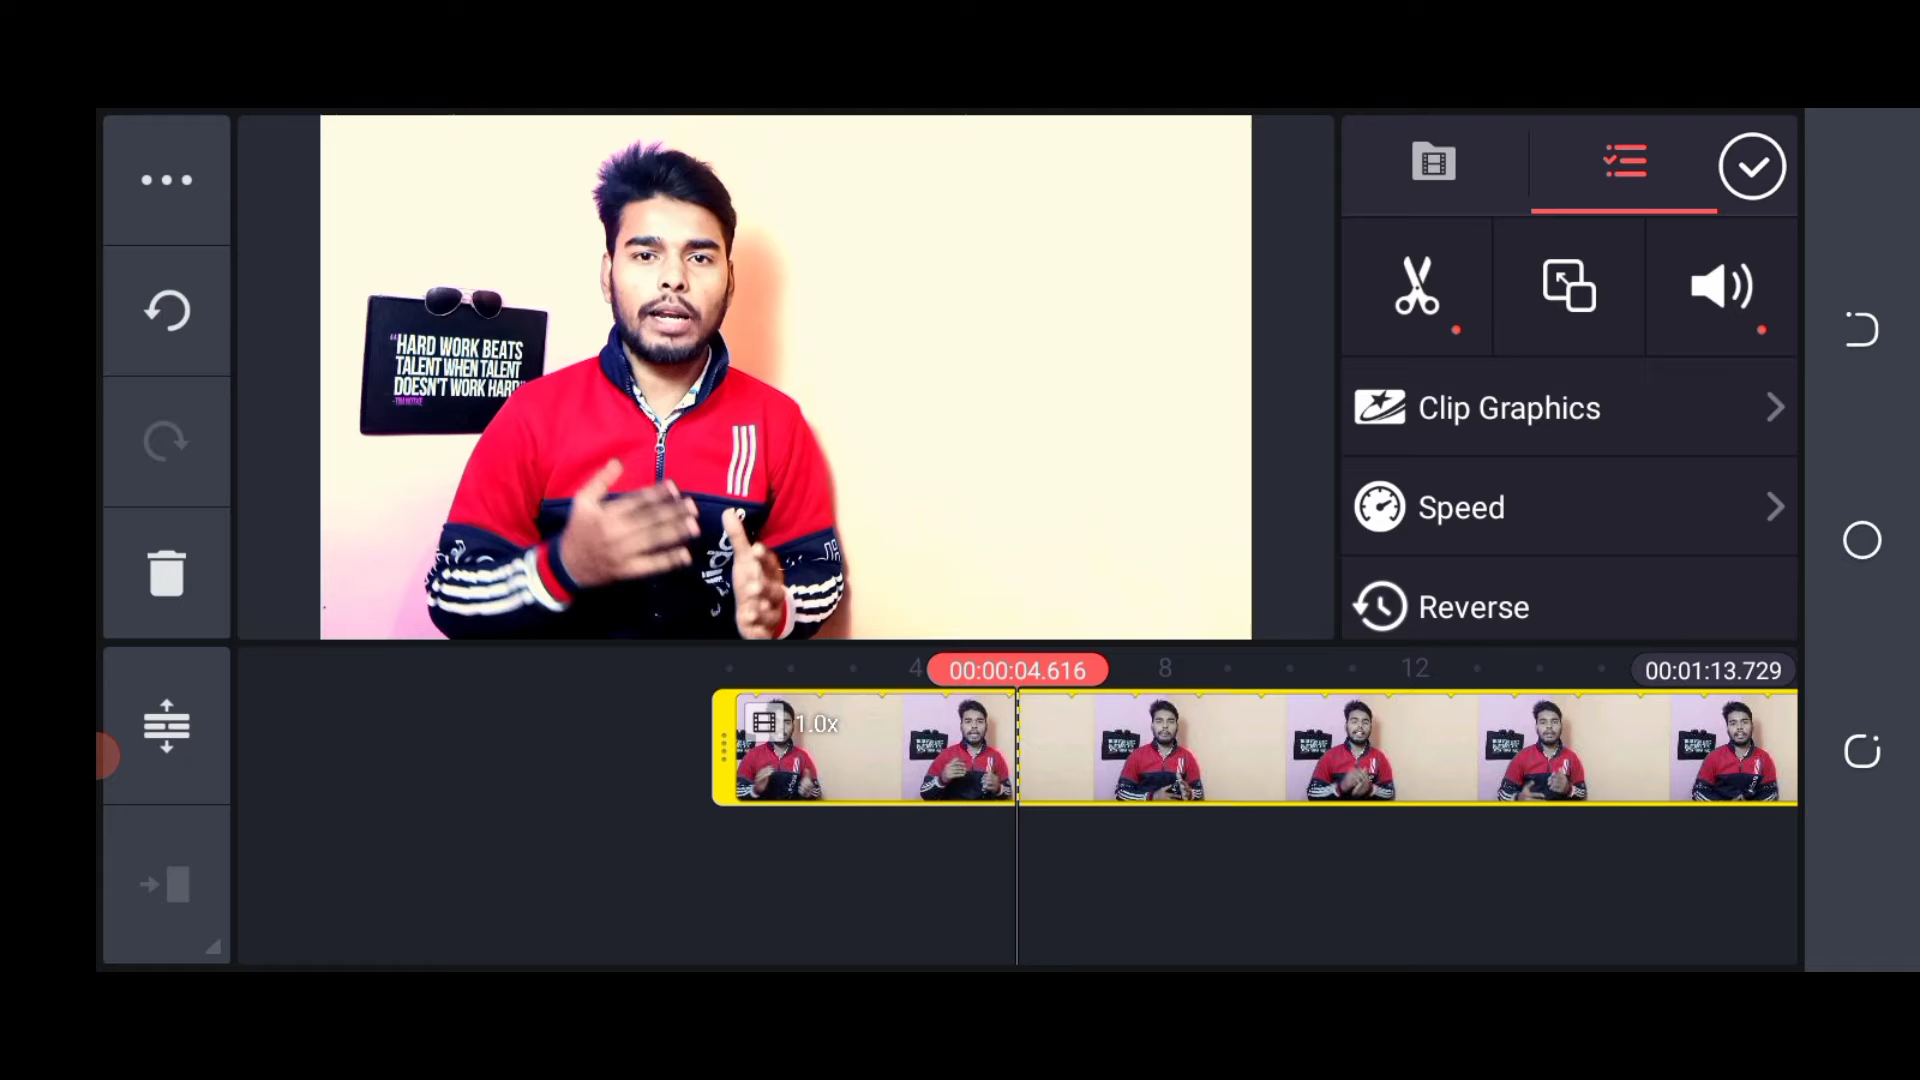 "HARD WORK BEATS
TALENT WHEN TALENT
DOESN'T WORK HARD"
Clip Graphics
Speed
Reverse
4
00:00:04.616
8
12
00:01:13.729
1.0x